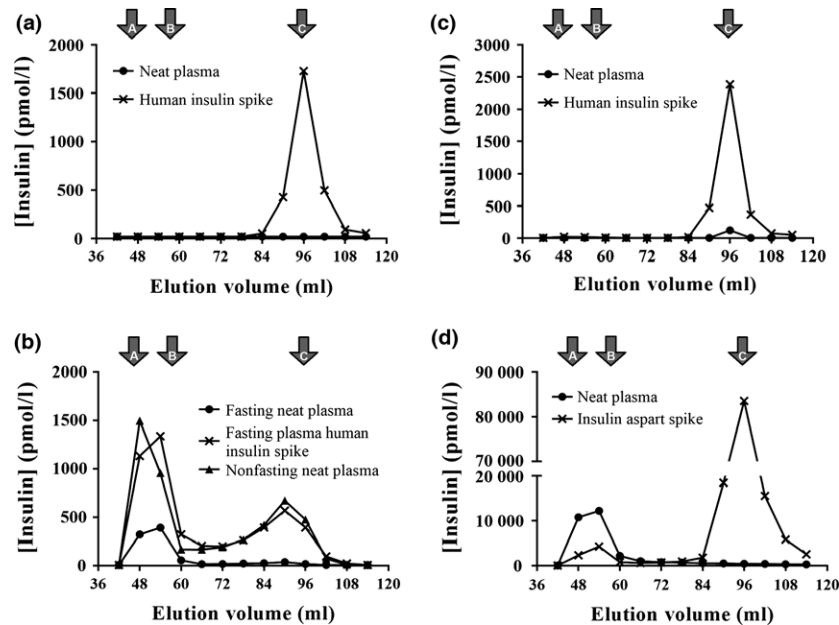 (a)
A B C
[Insulin] (pmol/l)
2000
1500
1000
500
0
Neat plasma
Human insulin spike
36 48 60 72 84 96 108 120
Elution volume (ml)
(c)
A B C
[Insulin] (pmol/l)
3000
2500
2000
1500
1000
500
0
Neat plasma
Human insulin spike
36 48 60 72 84 96 108 120
Elution volume (ml)
(b)
A B C
[Insulin] (pmol/l)
2000
1500
1000
500
0
Fasting neat plasma
Fasting plasma human
insulin spike
Nonfasting neat plasma
36 48 60 72 84 96 108 120
Elution volume (ml)
(d)
A B C
[Insulin] (pmol/l)
90 000
80 000
70 000
20 000
10 000
0
Neat plasma
Insulin aspart spike
36 48 60 72 84 96 108 120
Elution volume (ml)